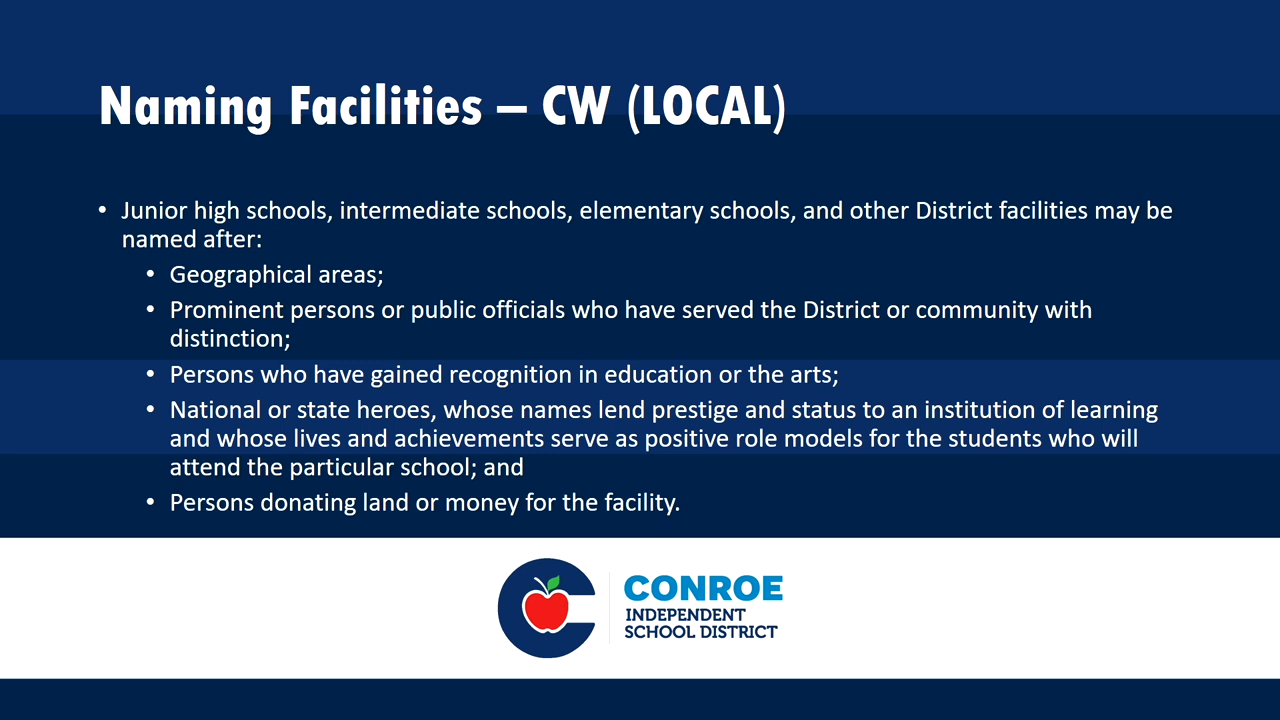 Naming Facilities – CW (LOCAL)
• Junior high schools, intermediate schools, elementary schools, and other District facilities may be
named after:
• Geographical areas;
• Prominent persons or public officials who have served the District or community with
distinction;
• Persons who have gained recognition in education or the arts;
• National or state heroes, whose names lend prestige and status to an institution of learning
and whose lives and achievements serve as positive role models for the students who will
attend the particular school; and
• Persons donating land or money for the facility.
CONROE
INDEPENDENT
SCHOOL DISTRICT